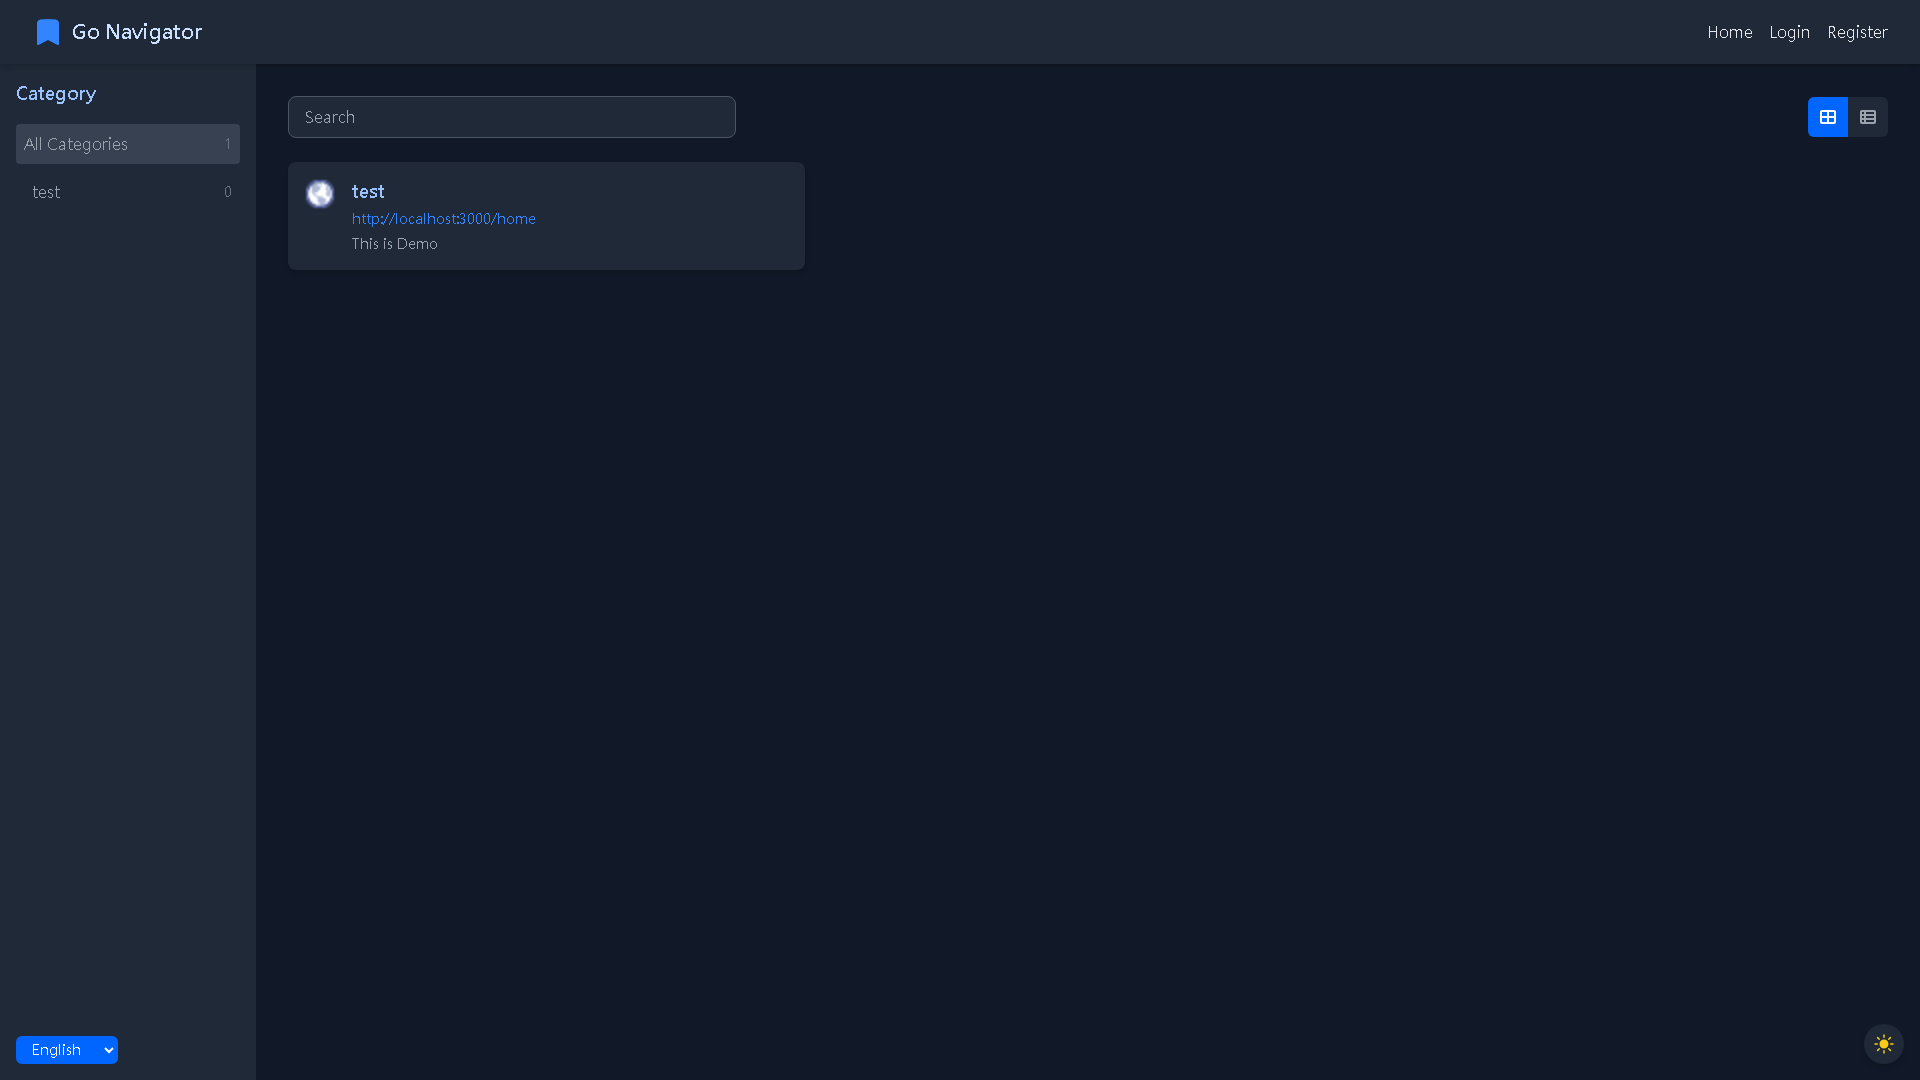 Go Navigator
Home Login Register
Category
All Categories 1
test 0
Search
test
http://localhost:3000/home
This is Demo
English